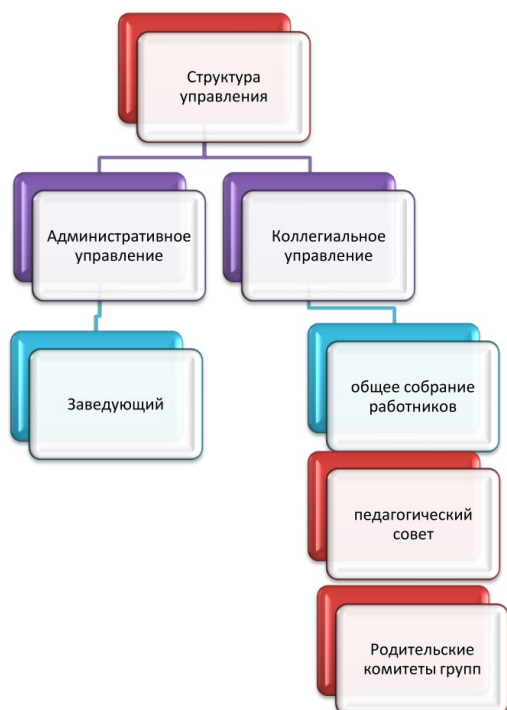 Структура
управления
Административное
управление
Коллегиальное
управление
Заведующий
общее собрание
работников
педагогический
совет
Родительские
комитеты групп